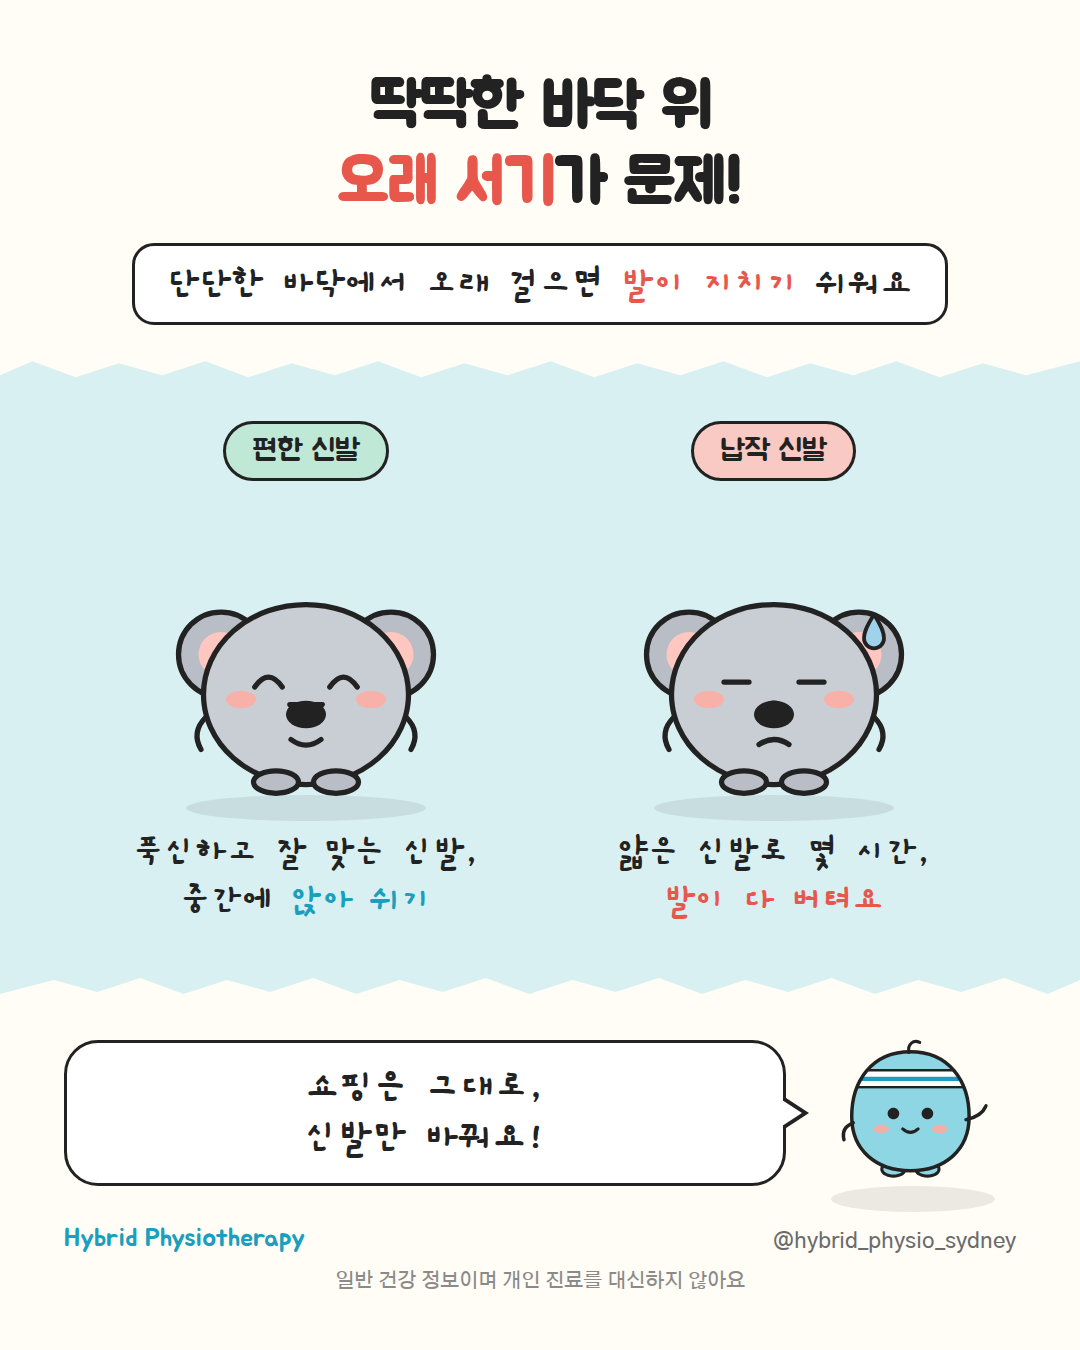 딱딱한 바닥 위
오래 서기가 문제!
단단한 바닥에서 오래 걸으면 발이 지치기 쉬워요
편한 신발
납작 신발
푹신하고 잘 맞는 신발,
중간에 앉아 쉬기
얇은 신발로 몇 시간,
발이 다 버텨요
쇼핑은 그대로,
신발만 바꿔요!
Hybrid Physiotherapy
@hybrid_physio_sydney
일반 건강 정보이며 개인 진료를 대신하지 않아요